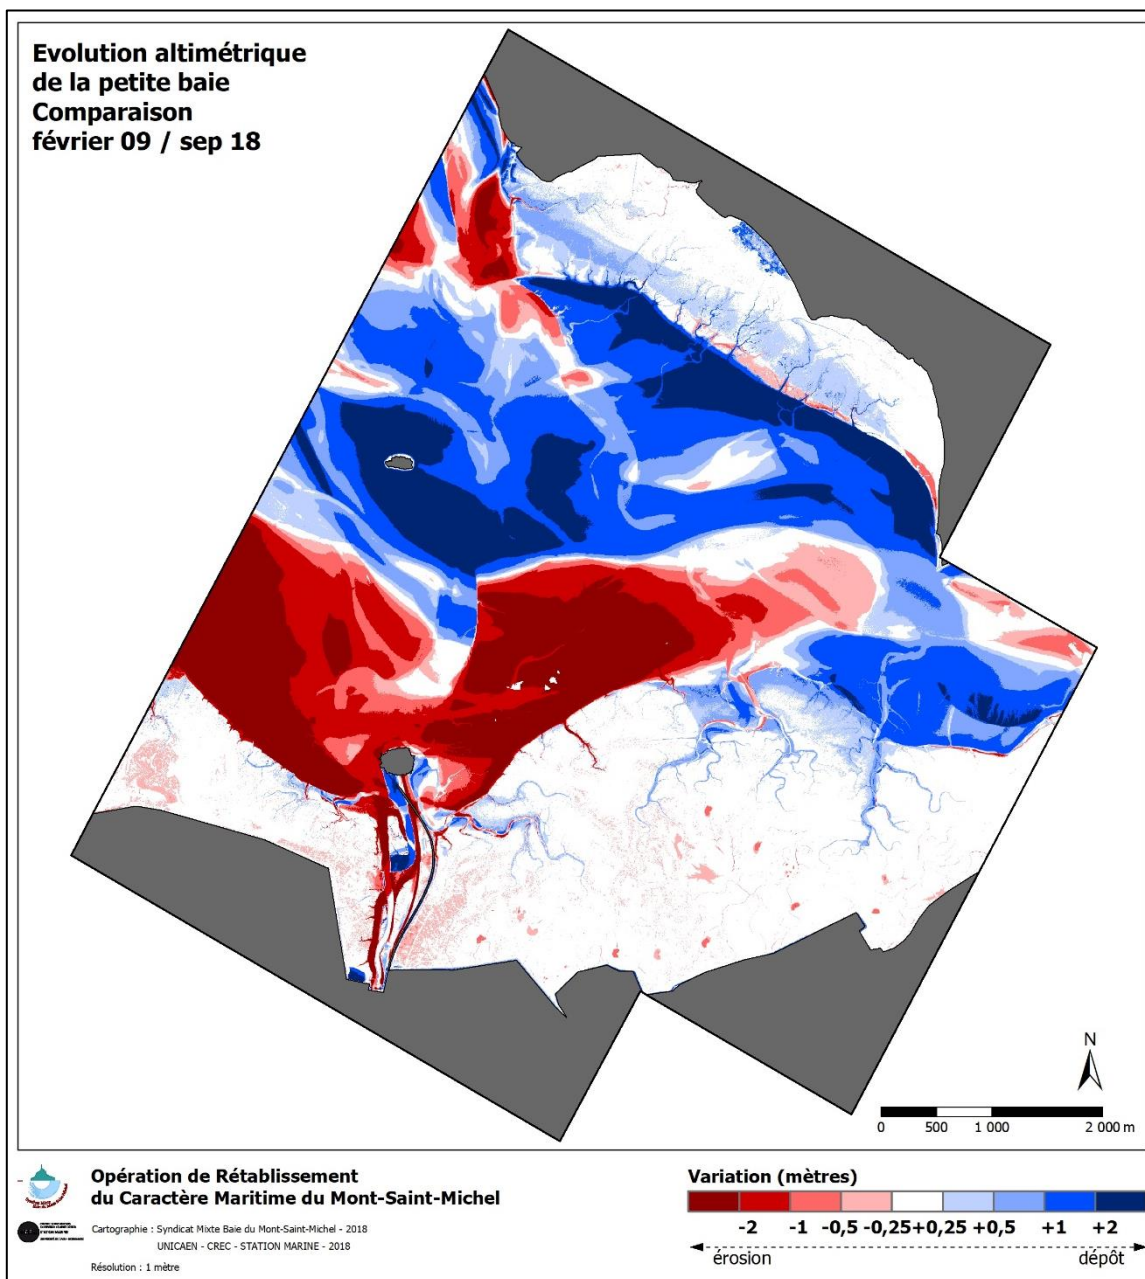 Evolution altimétrique
de la petite baie
Comparaison
février 09 / sep 18
N
0 500 1 000 2 000 m
Opération de Rétablissement
du Caractère Maritime du Mont-Saint-Michel
Cartographie : Syndicat Mixte Baie du Mont-Saint-Michel - 2018
UNICAEN - CREC - STATION MARINE - 2018
Résolution : 1 mètre
Variation (mètres)
-2 -1 -0,5 -0,25 +0,25 +0,5 +1 +2
érosion dépôt